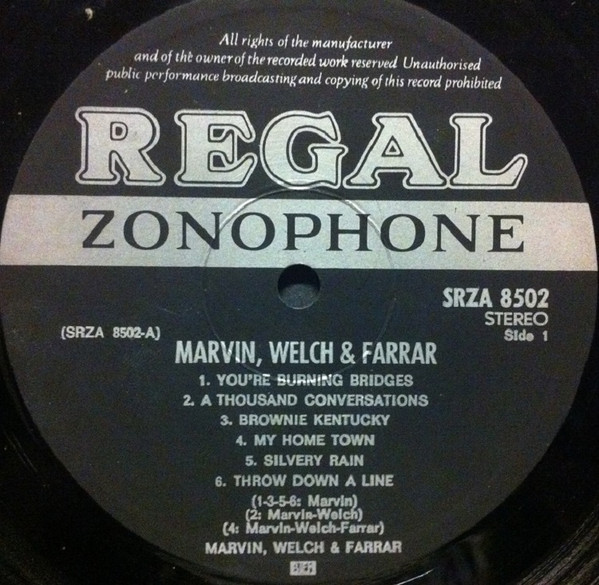 All rights of the manufacturer
and of the owner of the recorded work reserved Unauthorised
public performance broadcasting and copying of this record prohibited
REGAL
ZONOPHONE
SRZA 8502
STEREO
Side 1
(SRZA 8502-A)
MARVIN, WELCH & FARRAR
1. YOU'RE BURNING BRIDGES
2. A THOUSAND CONVERSATIONS
3. BROWNIE KENTUCKY
4. MY HOME TOWN
5. SILVERY RAIN
6. THROW DOWN A LINE
(1-3-5-6: Marvin)
(2: Marvin-Welch)
(4: Marvin-Welch-Farrar)
MARVIN, WELCH & FARRAR